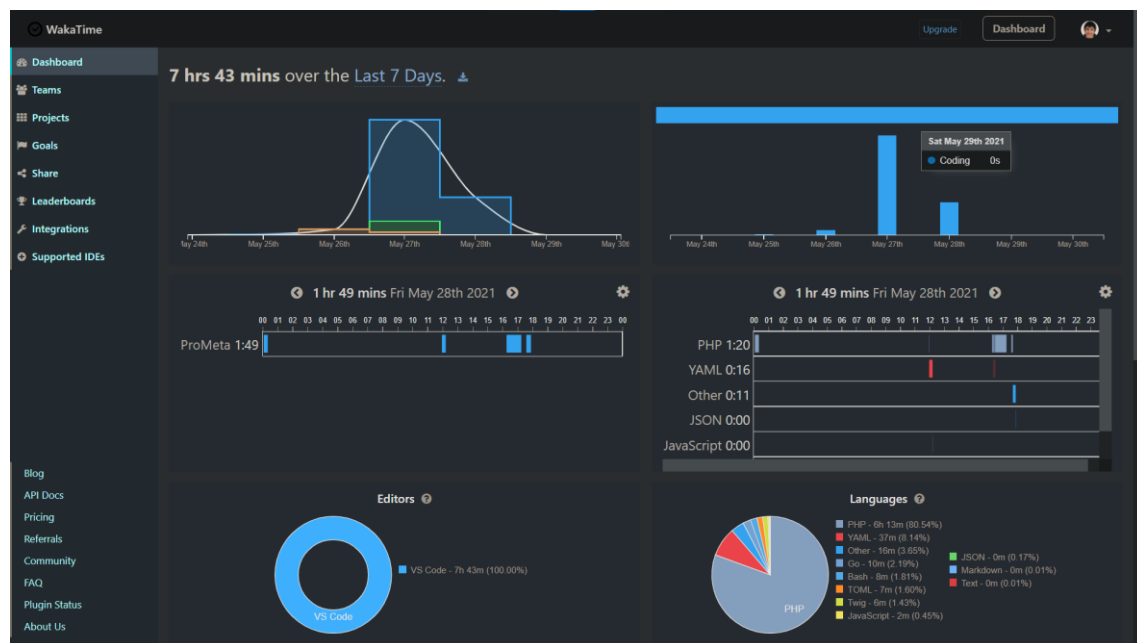 WakaTime
Upgrade
Dashboard
Dashboard
Teams
Projects
Goals
Share
Leaderboards
Integrations
Supported IDEs
Blog
API Docs
Pricing
Referrals
Community
FAQ
Plugin Status
About Us
7 hrs 43 mins over the Last 7 Days.
May 25th May 26th May 27th May 28th May 29th
Sat May 29th 2021
Coding 0s
May 24th May 25th May 26th May 27th May 28th May 29th May 30th
1 hr 49 mins Fri May 28th 2021
00 01 02 03 04 05 06 07 08 09 10 11 12 13 14 15 16 17 18 19 20 21 22 23 00
ProMeta 1:49
1 hr 49 mins Fri May 28th 2021
00 01 02 03 04 05 06 07 08 09 10 11 12 13 14 15 16 17 18 19 20 21 22 23
PHP 1:20
YAML 0:16
Other 0:11
JSON 0:00
JavaScript 0:00
Editors
VS Code
VS Code - 7h 43m (100.00%)
Languages
PHP
PHP - 6h 13m (80.54%)
YAML - 37m (8.14%)
Other - 16m (3.65%)
Go - 10m (2.19%)
Bash - 8m (1.81%)
TOML - 7m (1.60%)
Twig - 6m (1.43%)
JavaScript - 2m (0.45%)
JSON - 0m (0.17%)
Markdown - 0m (0.01%)
Text - 0m (0.01%)